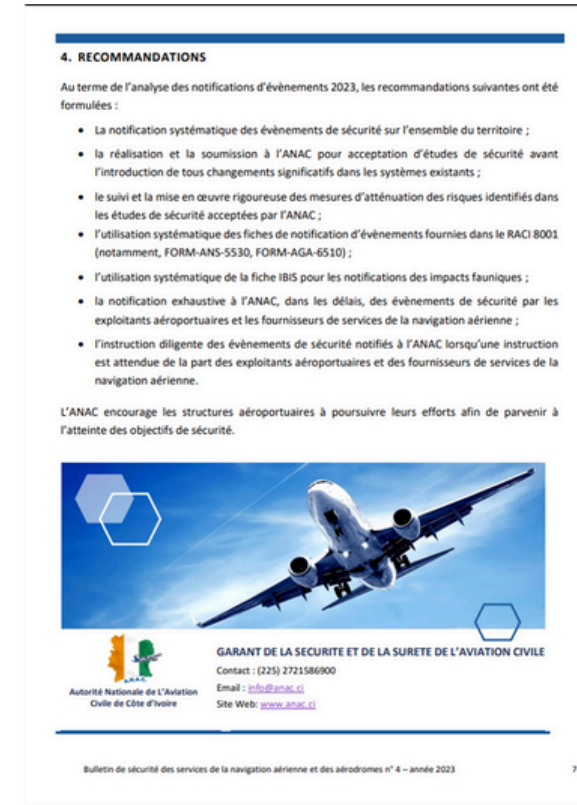 4. RECOMMANDATIONS
Au terme de l'analyse des notifications d'évènements 2023, les recommandations suivantes ont été
formulées :
• La notification systématique des évènements de sécurité sur l'ensemble du territoire ;
• la réalisation et la soumission à l'ANAC pour acceptation d'études de sécurité avant
l'introduction de tous changements significatifs dans les systèmes existants ;
• le suivi et la mise en œuvre rigoureuse des mesures d'atténuation des risques identifiés dans
les études de sécurité acceptées par l'ANAC ;
• l'utilisation systématique des fiches de notification d'évènements fournies dans le RACI 8001
(notamment, FORM-ANS-5530, FORM-AGA-6510) ;
• l'utilisation systématique de la fiche IBIS pour les notifications des impacts fauniques ;
• la notification exhaustive à l'ANAC, dans les délais, des évènements de sécurité par les
exploitants aéroportuaires et les fournisseurs de services de la navigation aérienne ;
• l'instruction diligente des évènements de sécurité notifiés à l'ANAC lorsqu'une instruction
est attendue de la part des exploitants aéroportuaires et des fournisseurs de services de la
navigation aérienne.
L'ANAC encourage les structures aéroportuaires à poursuivre leurs efforts afin de parvenir à
l'atteinte des objectifs de sécurité.
A.N.A.C
Autorité Nationale de L'Aviation
Civile de Côte d'Ivoire
GARANT DE LA SECURITE ET DE LA SURETE DE L'AVIATION CIVILE
Contact : (225) 2721586900
Email : info@anac.ci
Site Web: www.anac.ci
Bulletin de sécurité des services de la navigation aérienne et des aérodromes n° 4 – année 2023
7